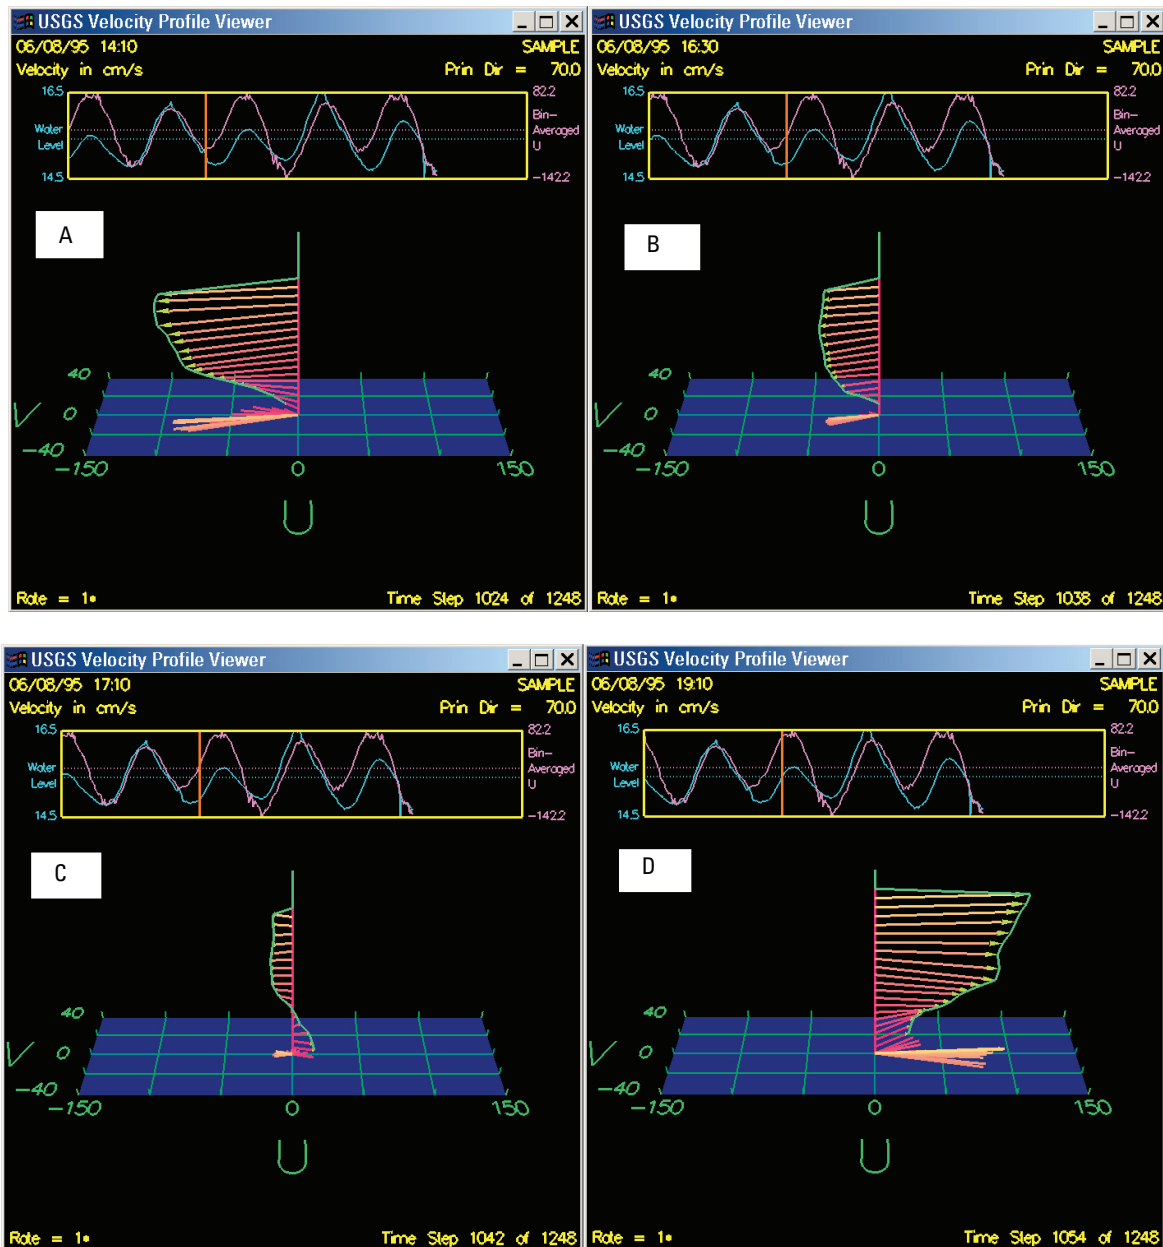 USGS Velocity Profile Viewer
06/08/95 14:10 SAMPLE
Velocity in cm/s Prin Dir = 70.0
16.5 82.2
Water Bin-
Level Averaged
U
14.5 -142.2
A
40
V 0
-40
-150 0 150
U
Rate = 1* Time Step 1024 of 1248
USGS Velocity Profile Viewer
06/08/95 16:30 SAMPLE
Velocity in cm/s Prin Dir = 70.0
16.5 82.2
Water Bin-
Level Averaged
U
14.5 -142.2
B
40
V 0
-40
-150 0 150
U
Rate = 1* Time Step 1038 of 1248
USGS Velocity Profile Viewer
06/08/95 17:10 SAMPLE
Velocity in cm/s Prin Dir = 70.0
16.5 82.2
Water Bin-
Level Averaged
U
14.5 -142.2
C
40
V 0
-40
-150 0 150
U
Rate = 1* Time Step 1042 of 1248
USGS Velocity Profile Viewer
06/08/95 19:10 SAMPLE
Velocity in cm/s Prin Dir = 70.0
16.5 82.2
Water Bin-
Level Averaged
U
14.5 -142.2
D
40
V 0
-40
-150 0 150
U
Rate = 1* Time Step 1054 of 1248